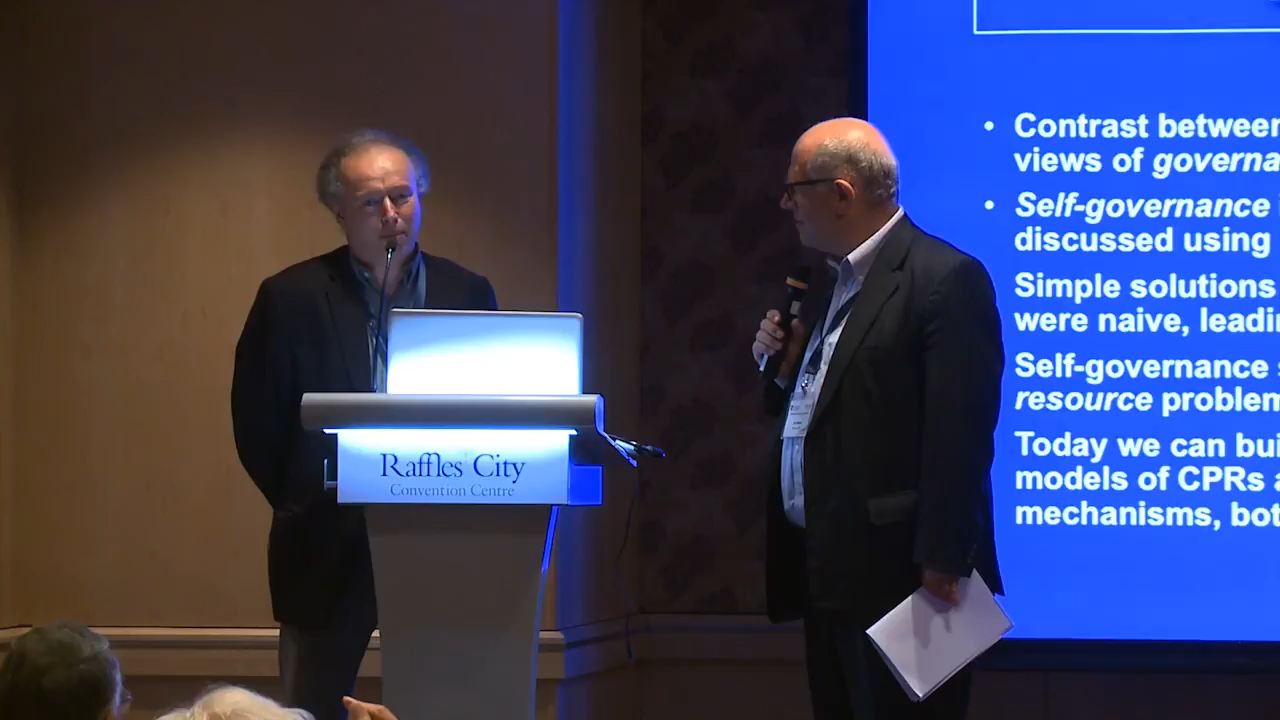 Contrast between
views of governa
Self-governance
discussed using
Simple solutions
were naive, leadin
Self-governance s
resource problem
Today we can bui
models of CPRs a
mechanisms, bot
Raffles City
Convention Centre